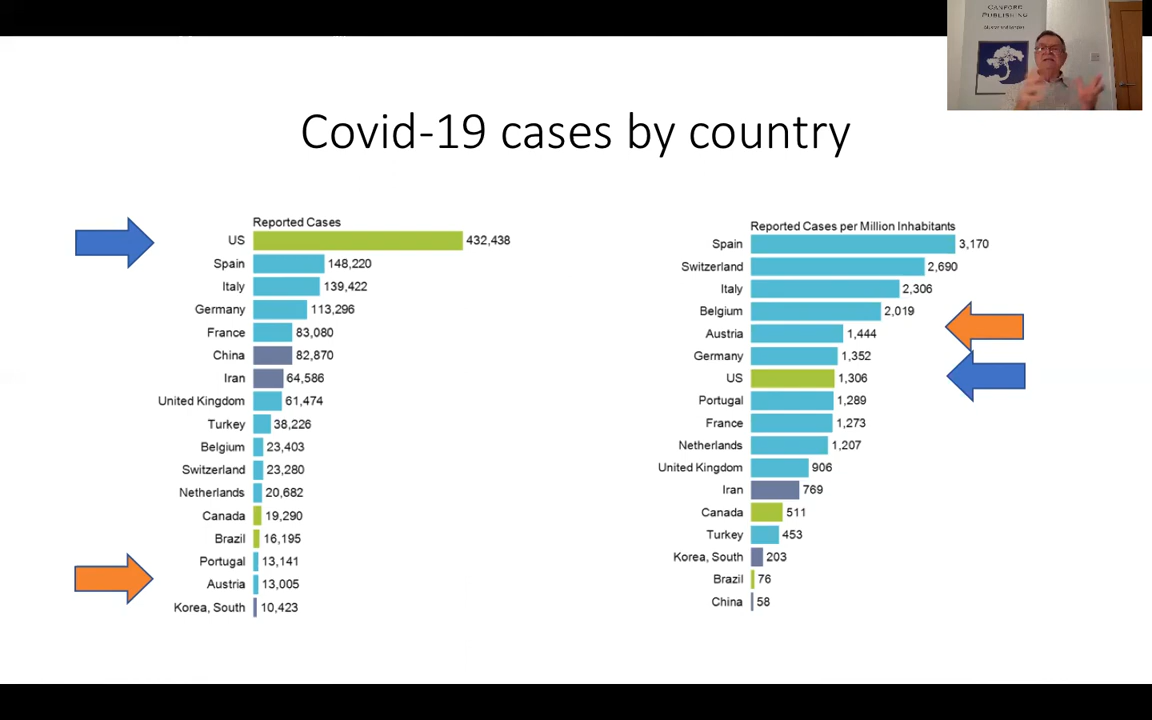 CANFORD
PUBLISHING
Covid-19 cases by country
Reported Cases
US 432,438
Spain 148,220
Italy 139,422
Germany 113,296
France 83,080
China 82,870
Iran 64,586
United Kingdom 61,474
Turkey 38,226
Belgium 23,403
Switzerland 23,280
Netherlands 20,682
Canada 19,290
Brazil 16,195
Portugal 13,141
Austria 13,005
Korea, South 10,423
Reported Cases per Million Inhabitants
Spain 3,170
Switzerland 2,690
Italy 2,306
Belgium 2,019
Austria 1,444
Germany 1,352
US 1,306
Portugal 1,289
France 1,273
Netherlands 1,207
United Kingdom 906
Iran 769
Canada 511
Turkey 453
Korea, South 203
Brazil 76
China 58